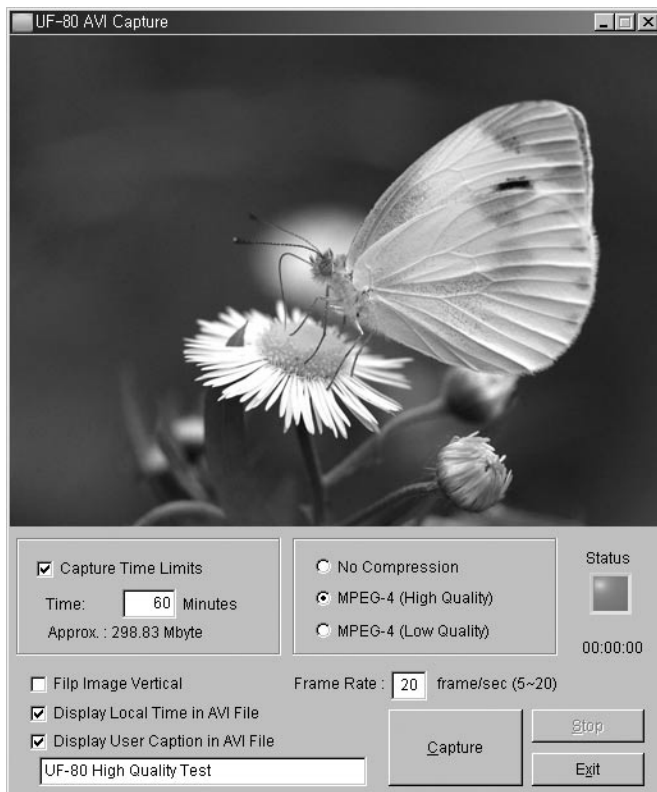 UF-80 AVI Capture
Capture Time Limits
Time: 60 Minutes
Approx. : 298.83 Mbyte
No Compression
MPEG-4 (High Quality)
MPEG-4 (Low Quality)
Status
00:00:00
Filp Image Vertical
Frame Rate : 20 frame/sec (5~20)
Display Local Time in AVI File
Display User Caption in AVI File
UF-80 High Quality Test
Capture
Stop
Exit